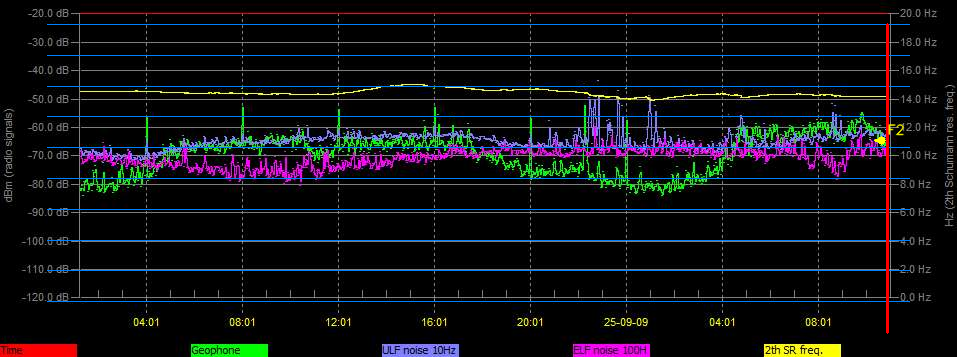 -20.0 dB 20.0 Hz
-30.0 dB 18.0 Hz
-40.0 dB 16.0 Hz
-50.0 dB 14.0 Hz
-60.0 dB 12.0 Hz
F2
-70.0 dB 10.0 Hz
-80.0 dB 8.0 Hz
-90.0 dB 6.0 Hz
-100.0 dB 4.0 Hz
-110.0 dB 2.0 Hz
-120.0 dB 0.0 Hz
dBm (radio signals)
Hz (2th Schumann res. freq.)
04:01 08:01 12:01 16:01 20:01 25-09-09 04:01 08:01
Time Geophone ULF noise 10Hz ELF noise 100H 2th SR freq.